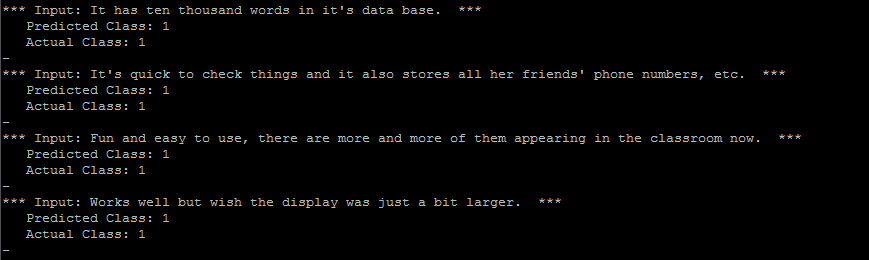 *** Input: It has ten thousand words in it's data base.  ***
Predicted Class: 1
Actual Class: 1
-
*** Input: It's quick to check things and it also stores all her friends' phone numbers, etc.  ***
Predicted Class: 1
Actual Class: 1
-
*** Input: Fun and easy to use, there are more and more of them appearing in the classroom now.  ***
Predicted Class: 1
Actual Class: 1
-
*** Input: Works well but wish the display was just a bit larger.  ***
Predicted Class: 1
Actual Class: 1
-